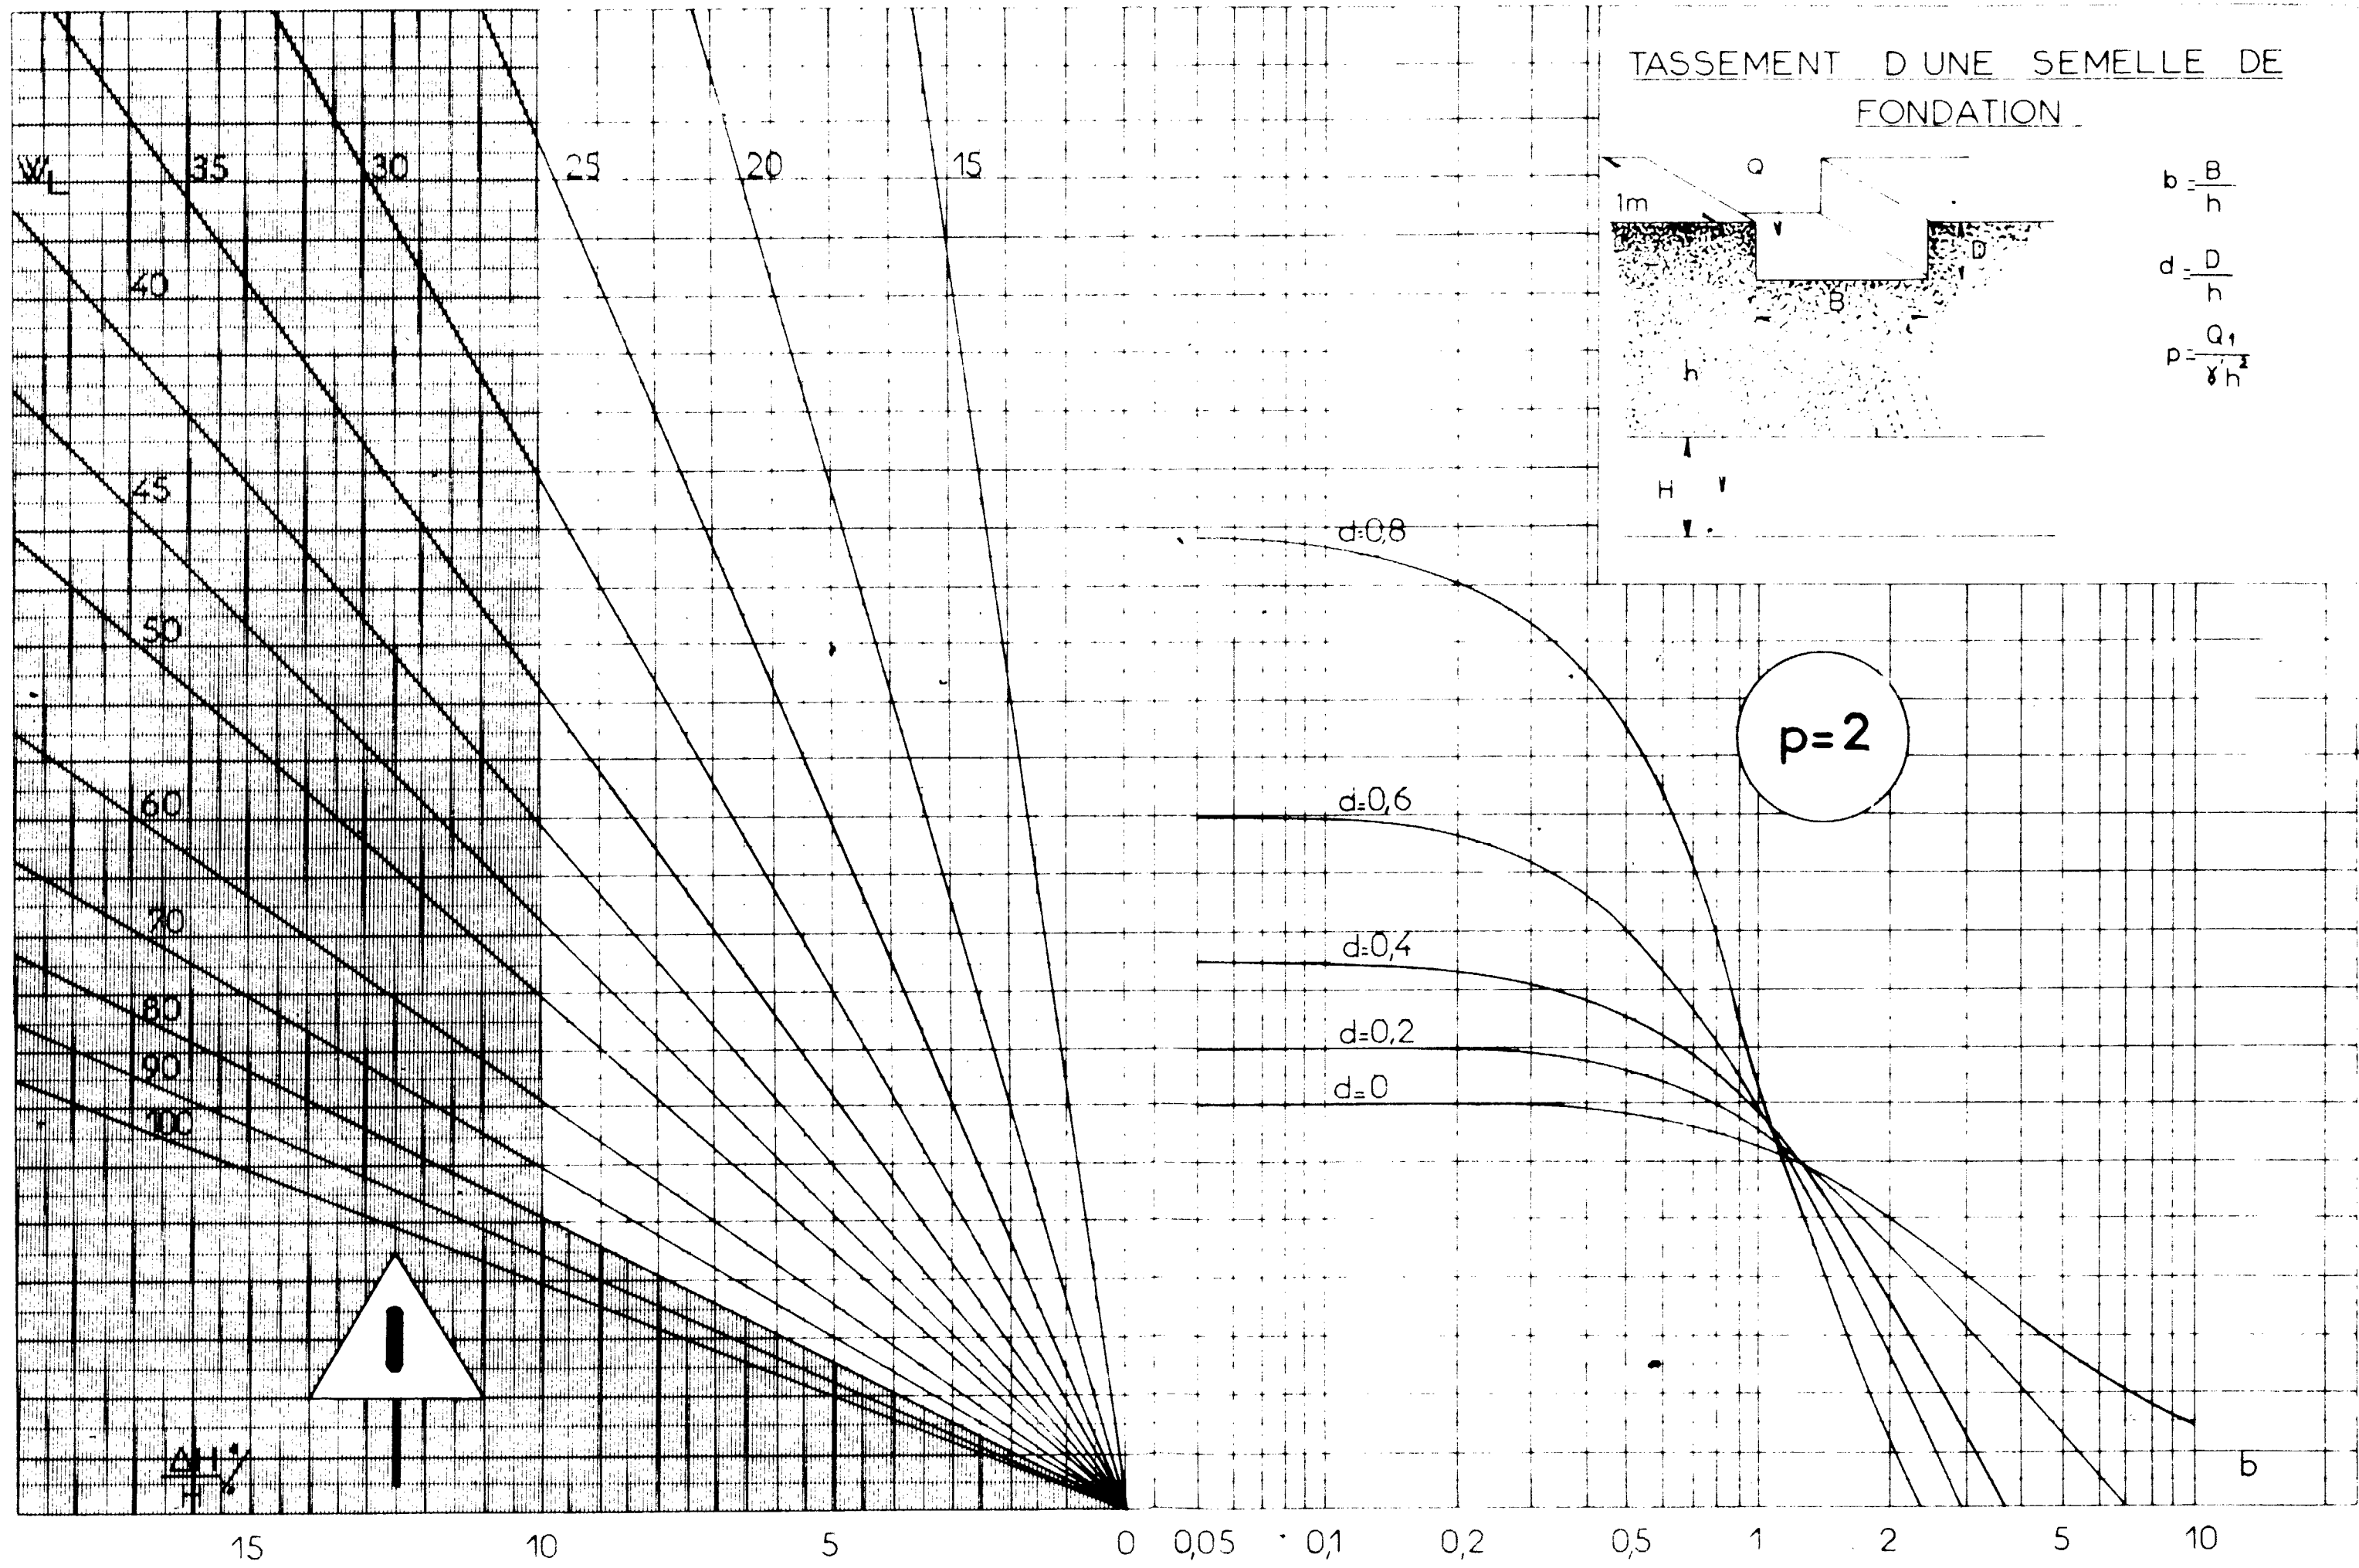 TASSEMENT D UNE SEMELLE DE
FONDATION
Q
1m
D
B
h
H
b = B / h
d = D / h
p = Q1 / γ'h²
WL
35
30
25
20
15
40
45
50
60
70
80
90
100
d=0,8
d=0,6
d=0,4
d=0,2
d=0
p=2
ΔH / H %
b
15
10
5
0
0,05
0,1
0,2
0,5
1
2
5
10